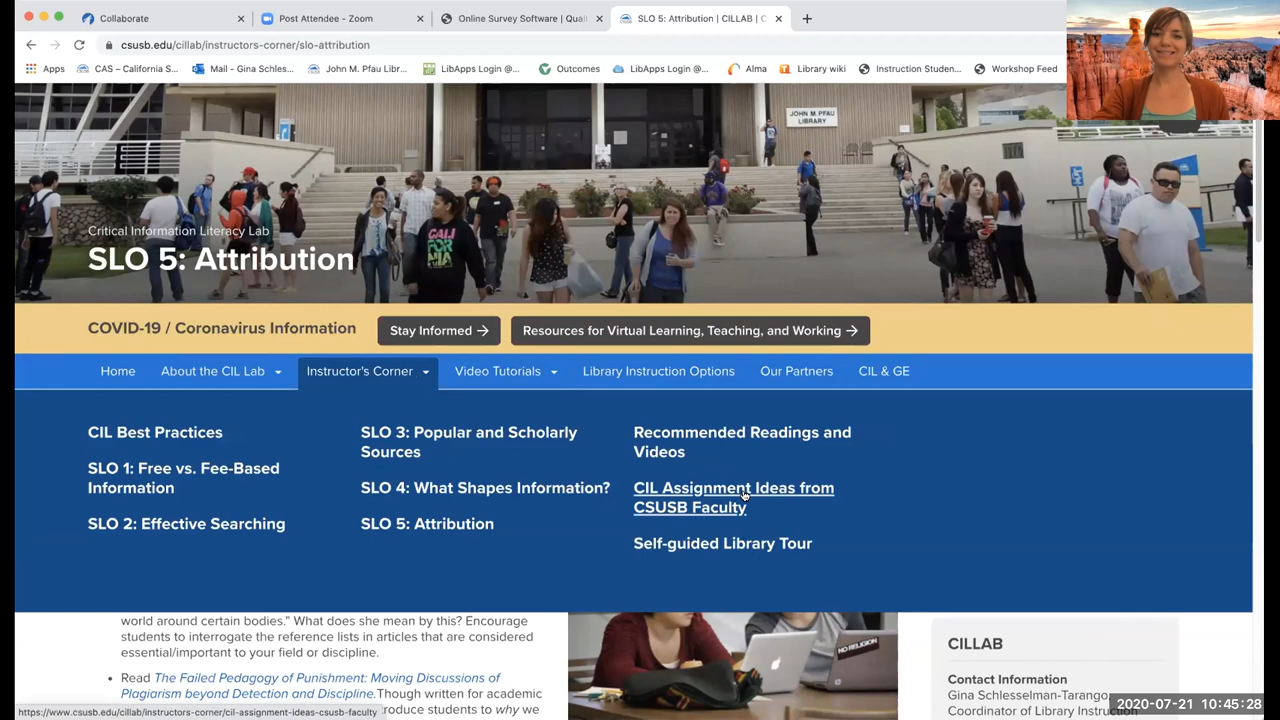 Collaborate
Post Attendee - Zoom
Online Survey Software | Qual
SLO 5: Attribution | CILLAB | C
csusb.edu/cillab/instructors-corner/slo-attribution
Apps
CAS – California S...
Mail - Gina Schles...
John M. Pfau Libr...
LibApps Login @...
Outcomes
LibApps Login @...
Alma
Library wiki
Instruction Studen...
Workshop Feed
JOHN M. PFAU
LIBRARY
CALI
FOR
NIA
Critical Information Literacy Lab
SLO 5: Attribution
COVID-19 / Coronavirus Information
Stay Informed →
Resources for Virtual Learning, Teaching, and Working →
Home
About the CIL Lab
Instructor's Corner
Video Tutorials
Library Instruction Options
Our Partners
CIL & GE
CIL Best Practices
SLO 1: Free vs. Fee-Based
Information
SLO 2: Effective Searching
SLO 3: Popular and Scholarly
Sources
SLO 4: What Shapes Information?
SLO 5: Attribution
Recommended Readings and
Videos
CIL Assignment Ideas from
CSUSB Faculty
Self-guided Library Tour
world around certain bodies.” What does she mean by this? Encourage
students to interrogate the reference lists in articles that are considered
essential/important to your field or discipline.
• Read The Failed Pedagogy of Punishment: Moving Discussions of
Plagiarism beyond Detection and Discipline.Though written for academic
roduce students to why we
NO RELIGION
CILLAB
Contact Information
Gina Schlesselman-Tarango,
Coordinator of Library Instruction
https://www.csusb.edu/cillab/instructors-corner/cil-assignment-ideas-csusb-faculty
2020-07-21 10:45:28